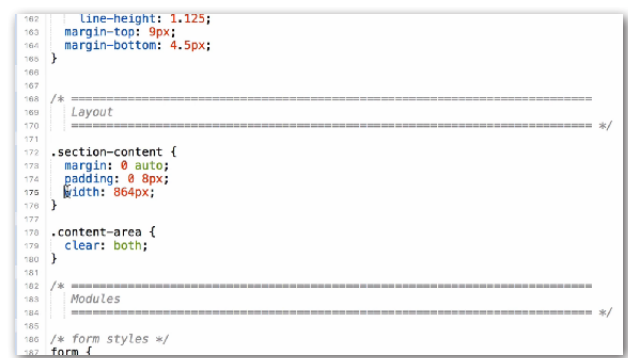 162 line-height: 1.125;
163 margin-top: 9px;
164 margin-bottom: 4.5px;
165 }
166
167
168 /* ==========================================================================
169 Layout
170 ========================================================================== */
171
172 .section-content {
173 margin: 0 auto;
174 padding: 0 8px;
175 width: 864px;
176 }
177
178 .content-area {
179 clear: both;
180 }
181
182 /* ==========================================================================
183 Modules
184 ========================================================================== */
185
186 /* form styles */
187 form {